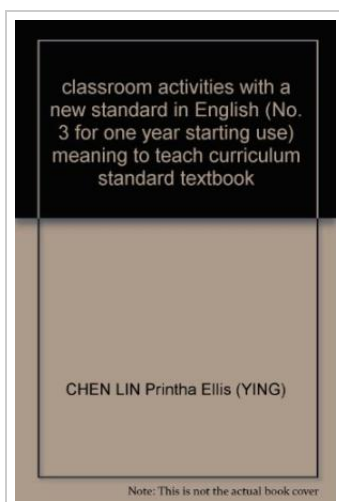 classroom activities with a
new standard in English (No.
3 for one year starting use)
meaning to teach curriculum
standard textbook
CHEN LIN Printha Ellis (YING)
Note: This is not the actual book cover